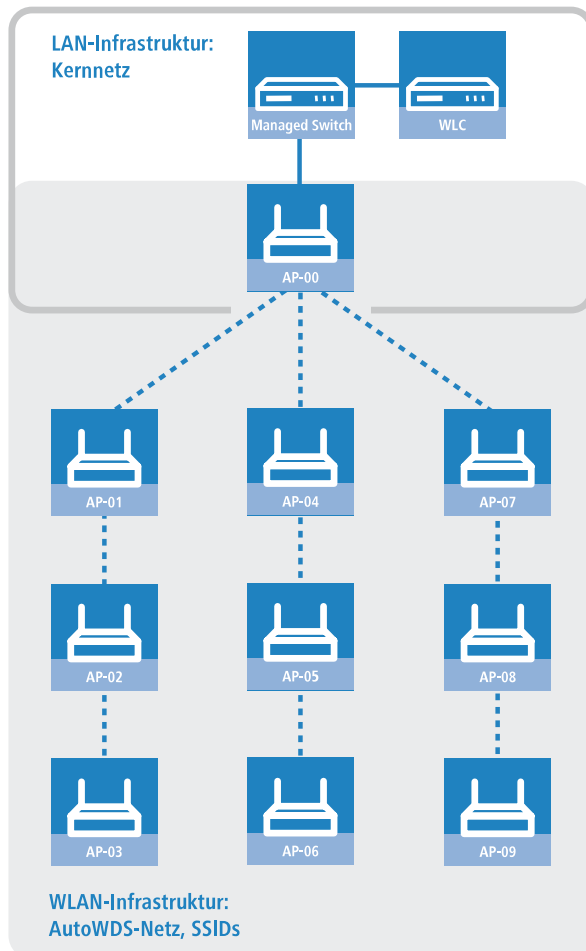 LAN-Infrastruktur:
Kernnetz
Managed Switch
WLC
AP-00
AP-01
AP-04
AP-07
AP-02
AP-05
AP-08
AP-03
AP-06
AP-09
WLAN-Infrastruktur:
AutoWDS-Netz, SSIDs